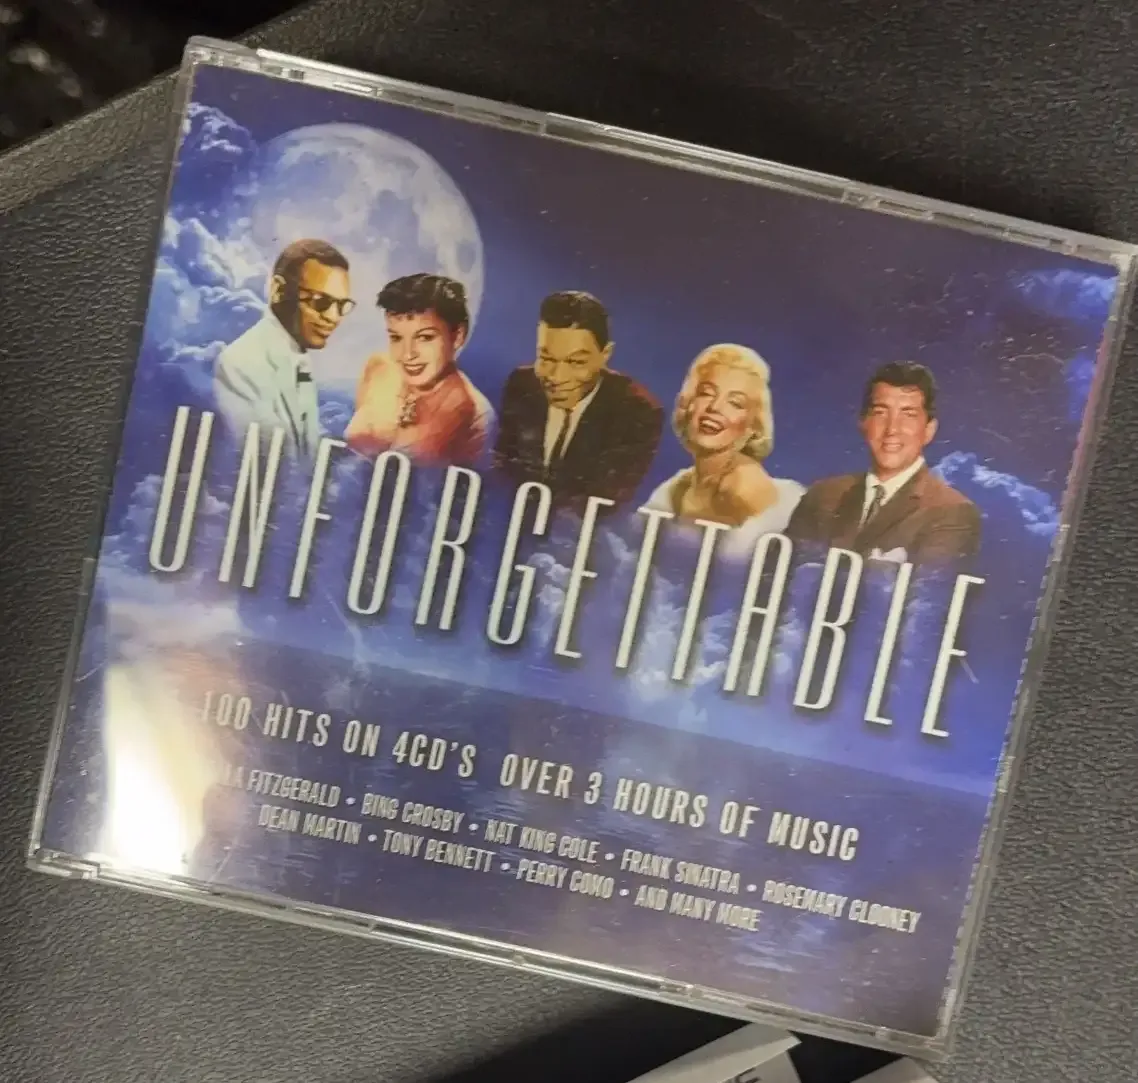 UNFORGETTABLE
100 HITS ON 4CD'S OVER 3 HOURS OF MUSIC
LA FITZGERALD • BING CROSBY • NAT KING COLE • FRANK SINATRA • ROSEMARY CLOONEY
DEAN MARTIN • TONY BENNETT • PERRY COMO • AND MANY MORE